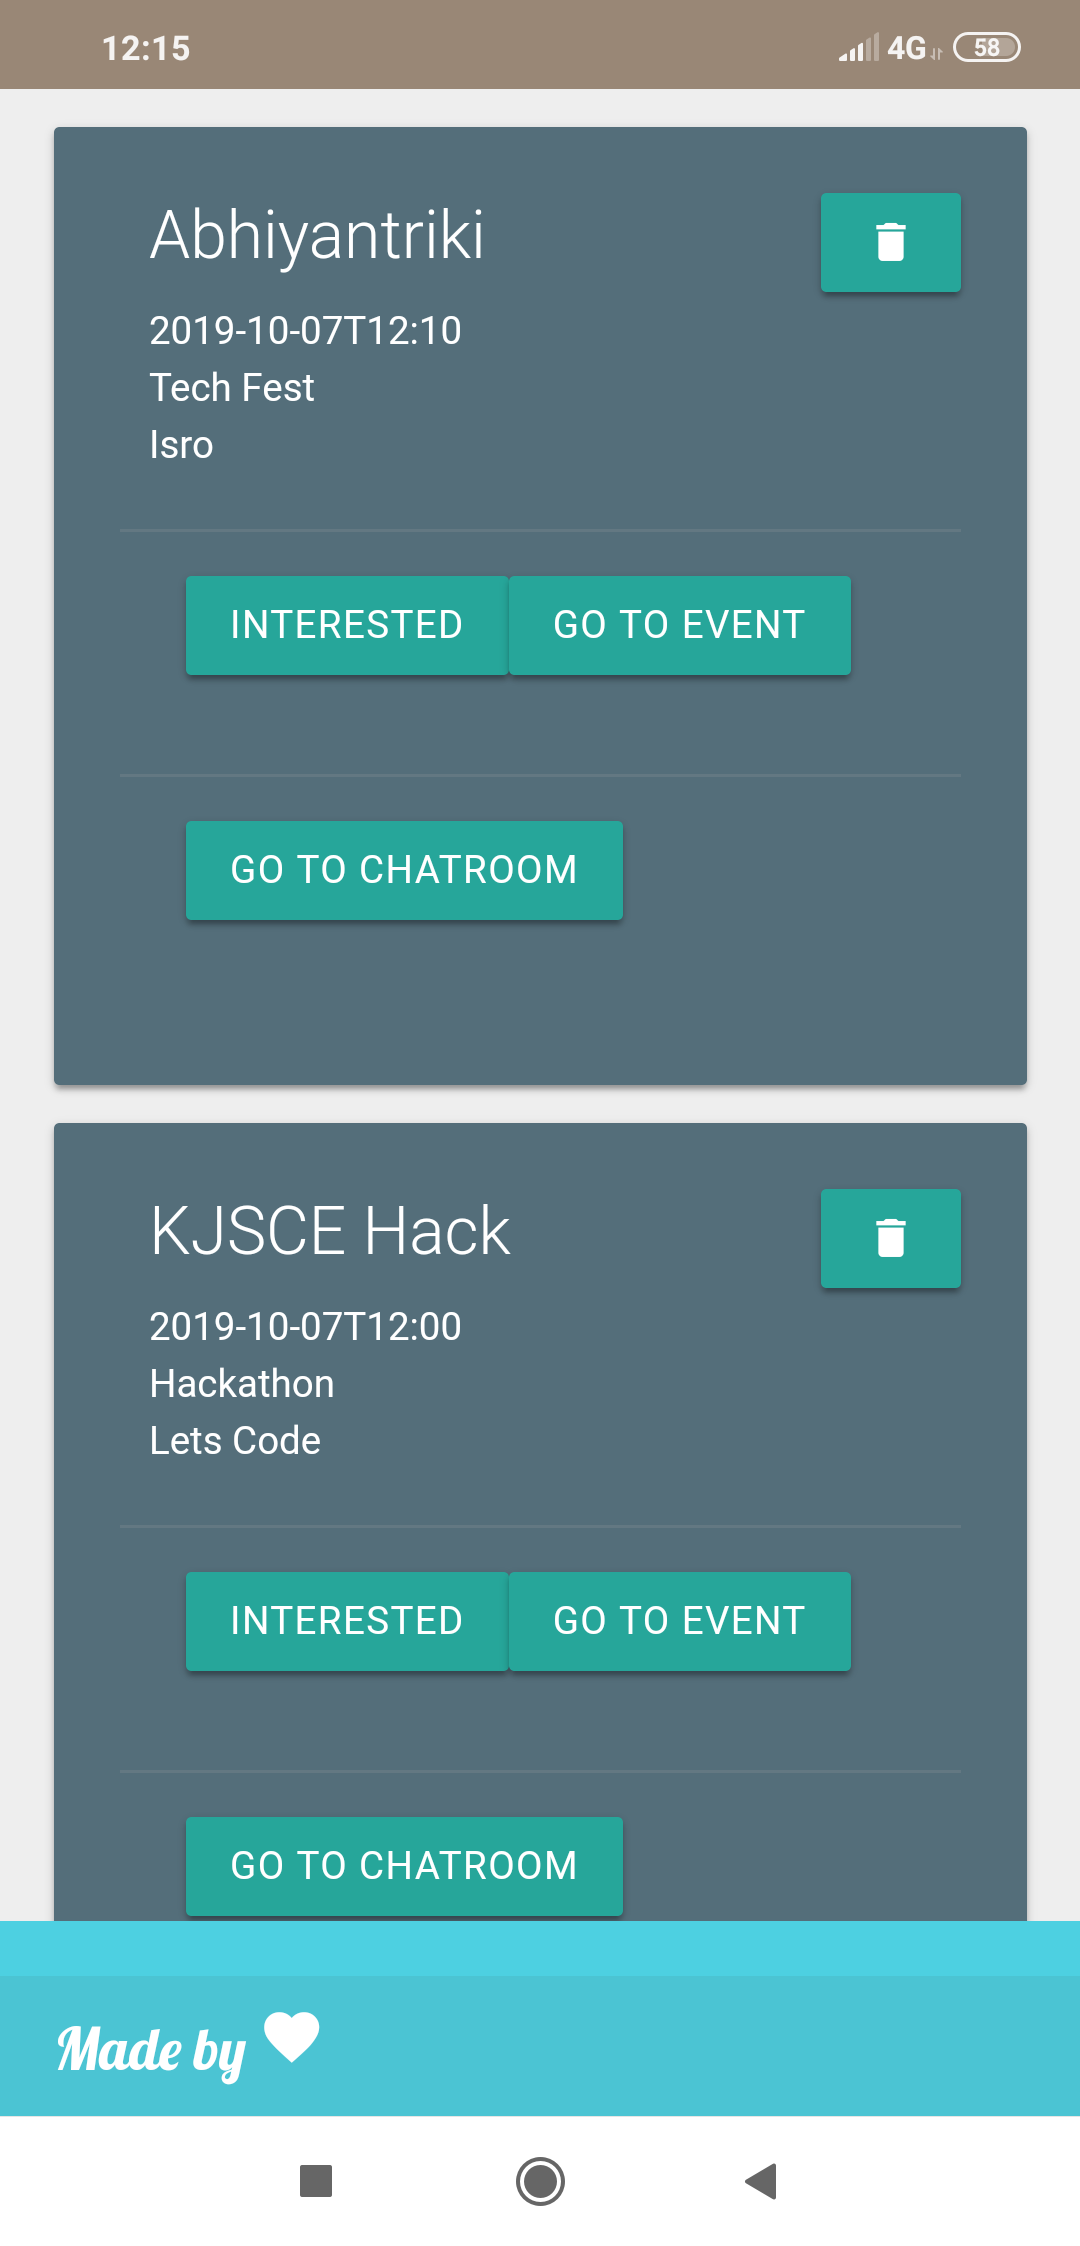 12:15 4G 58
Abhiyantriki
2019-10-07T12:10
Tech Fest
Isro
INTERESTED GO TO EVENT
GO TO CHATROOM
KJSCE Hack
2019-10-07T12:00
Hackathon
Lets Code
INTERESTED GO TO EVENT
GO TO CHATROOM
Made by